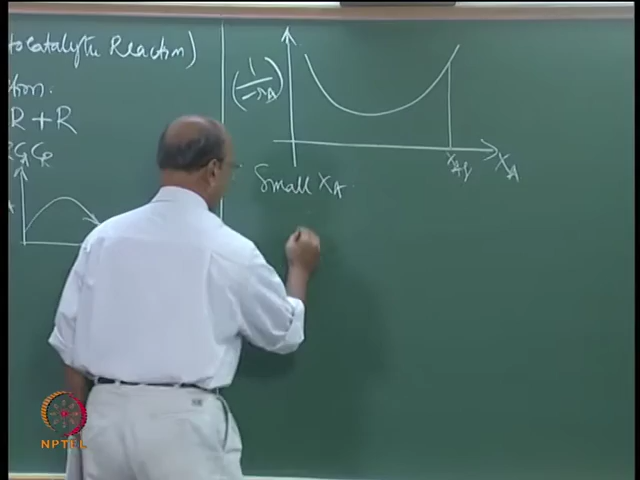 tocatalytic Reaction)
tion.
R + R
(1/-rA)
XAf
XA
Small XA
NPTEL